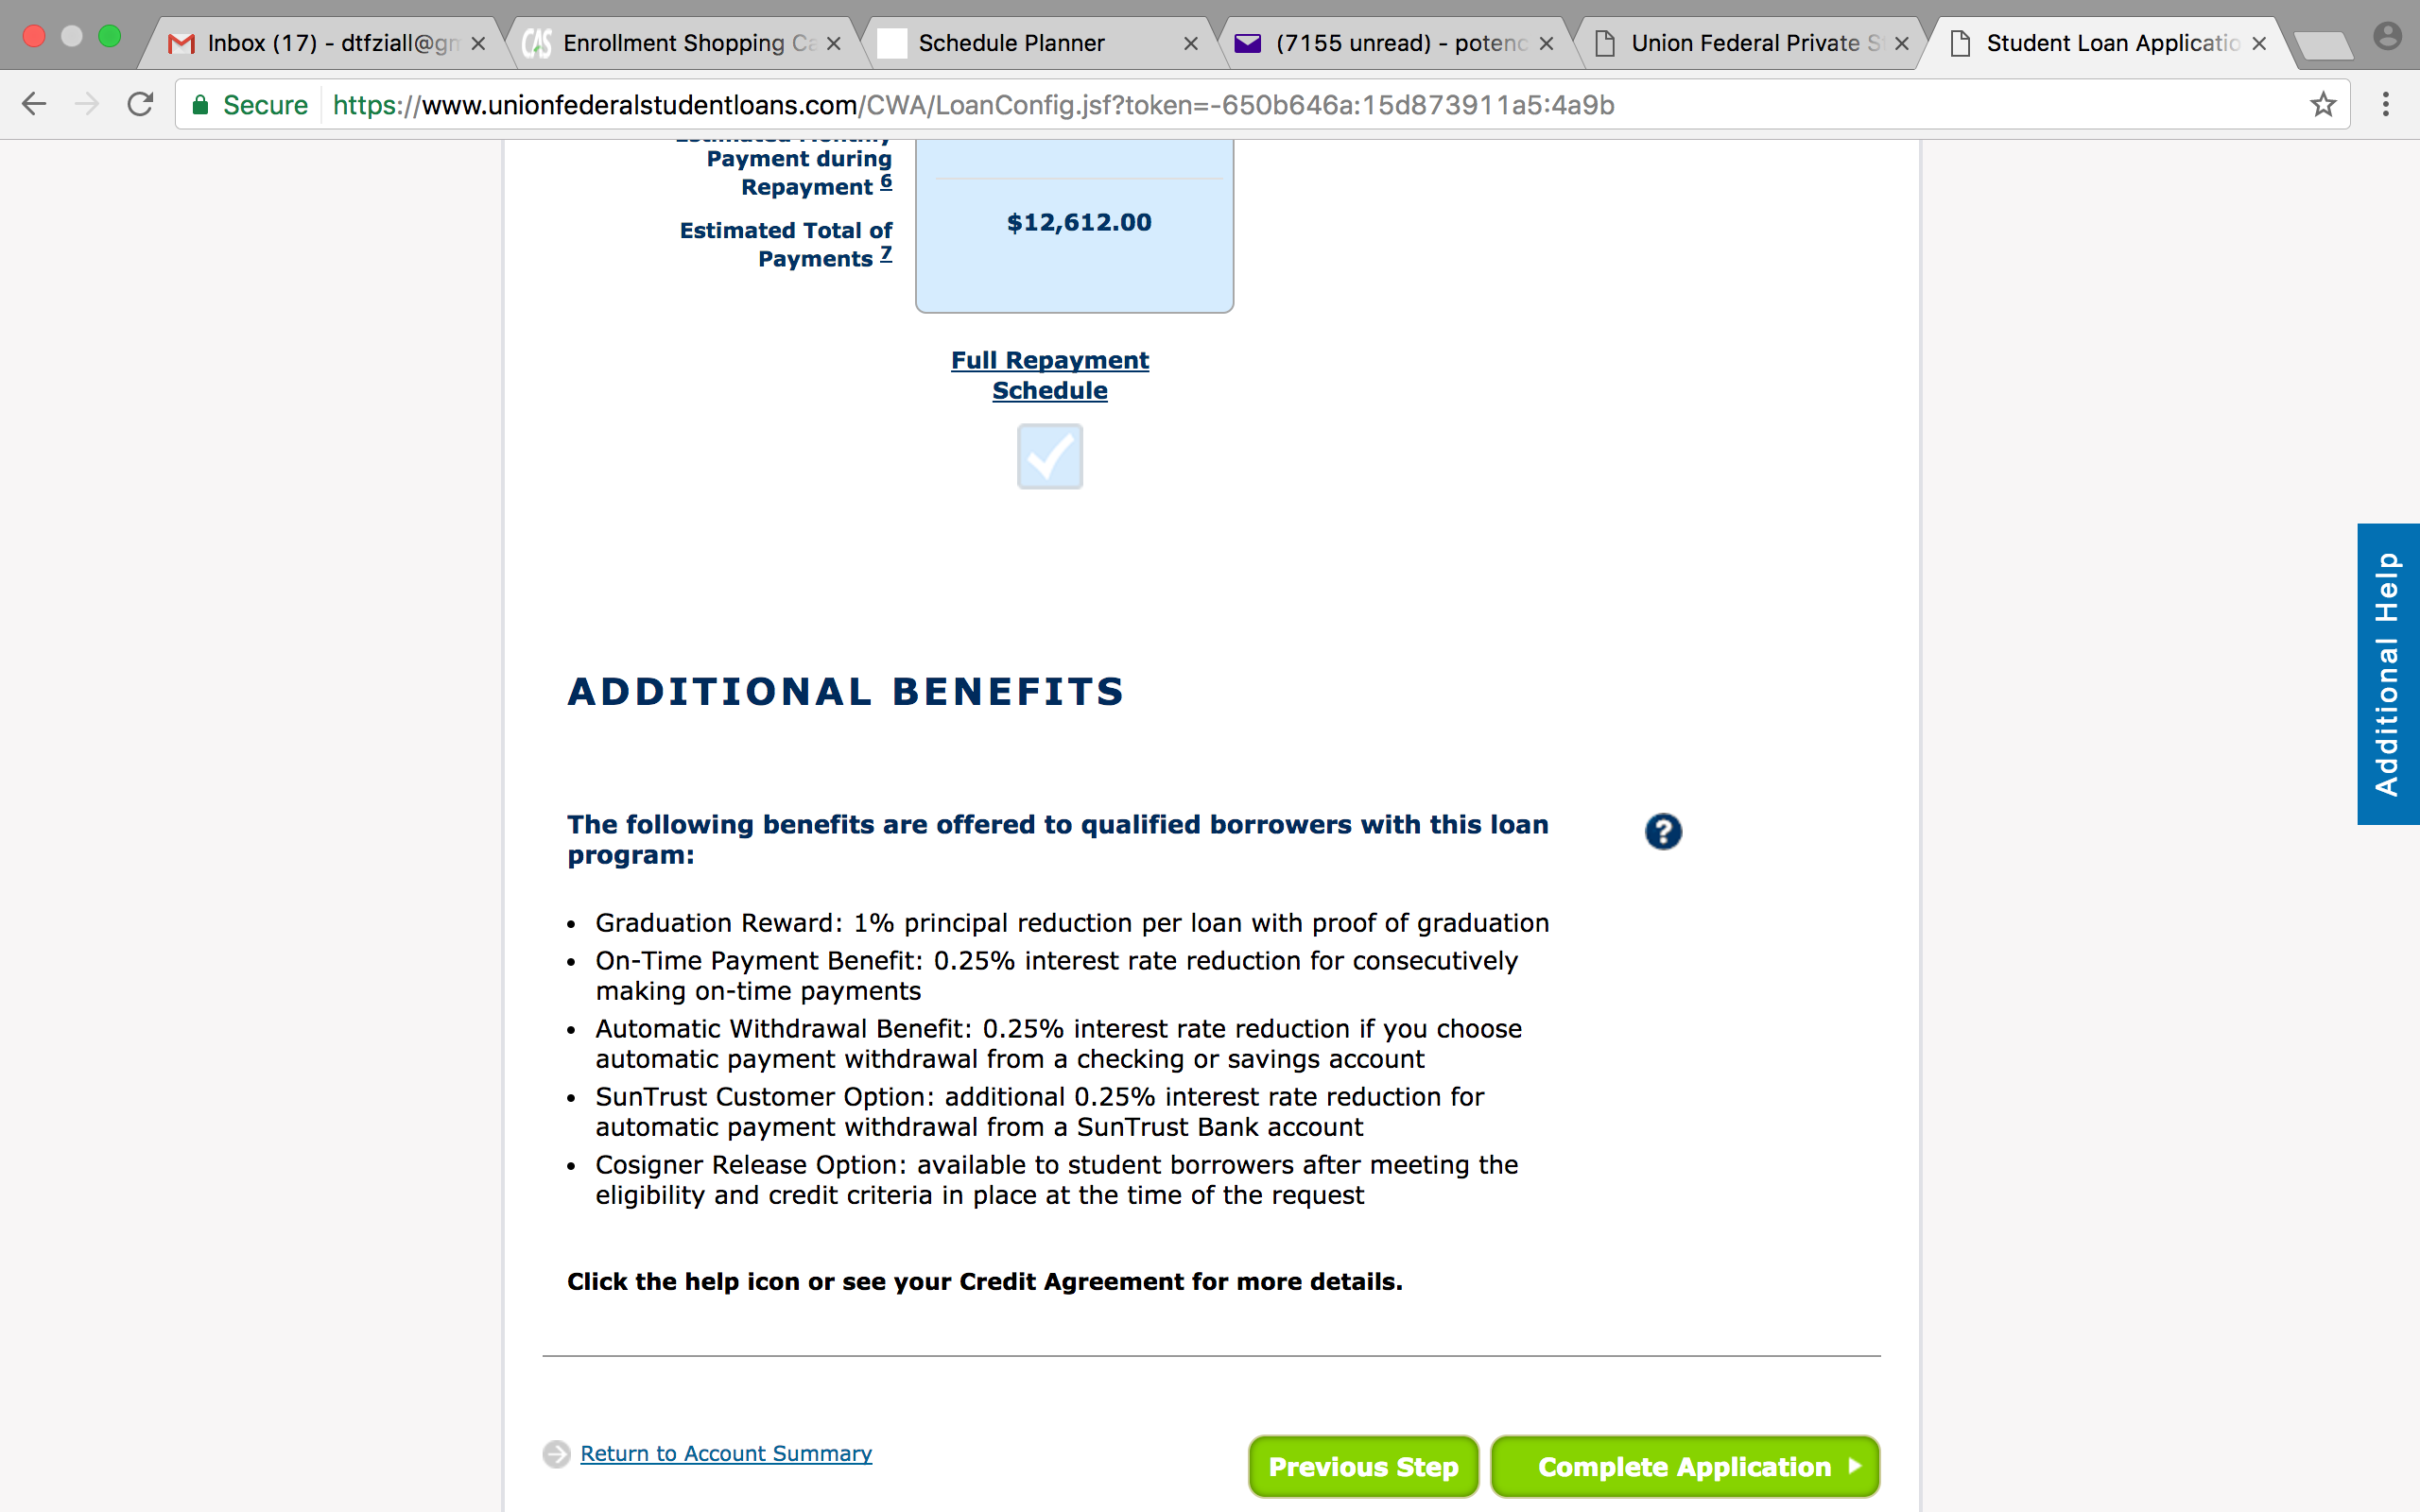 Inbox (17) - dtfziall@gm
Enrollment Shopping Ca
Schedule Planner
(7155 unread) - potenc
Union Federal Private S
Student Loan Applicatio
Secure
https://www.unionfederalstudentloans.com/CWA/LoanConfig.jsf?token=-650b646a:15d873911a5:4a9b
Payment during
Repayment 6
Estimated Total of
Payments 7
$12,612.00
Full Repayment
Schedule
Additional Help
ADDITIONAL BENEFITS
The following benefits are offered to qualified borrowers with this loan
program:
?
• Graduation Reward: 1% principal reduction per loan with proof of graduation
• On-Time Payment Benefit: 0.25% interest rate reduction for consecutively
making on-time payments
• Automatic Withdrawal Benefit: 0.25% interest rate reduction if you choose
automatic payment withdrawal from a checking or savings account
• SunTrust Customer Option: additional 0.25% interest rate reduction for
automatic payment withdrawal from a SunTrust Bank account
• Cosigner Release Option: available to student borrowers after meeting the
eligibility and credit criteria in place at the time of the request
Click the help icon or see your Credit Agreement for more details.
Return to Account Summary
Previous Step
Complete Application